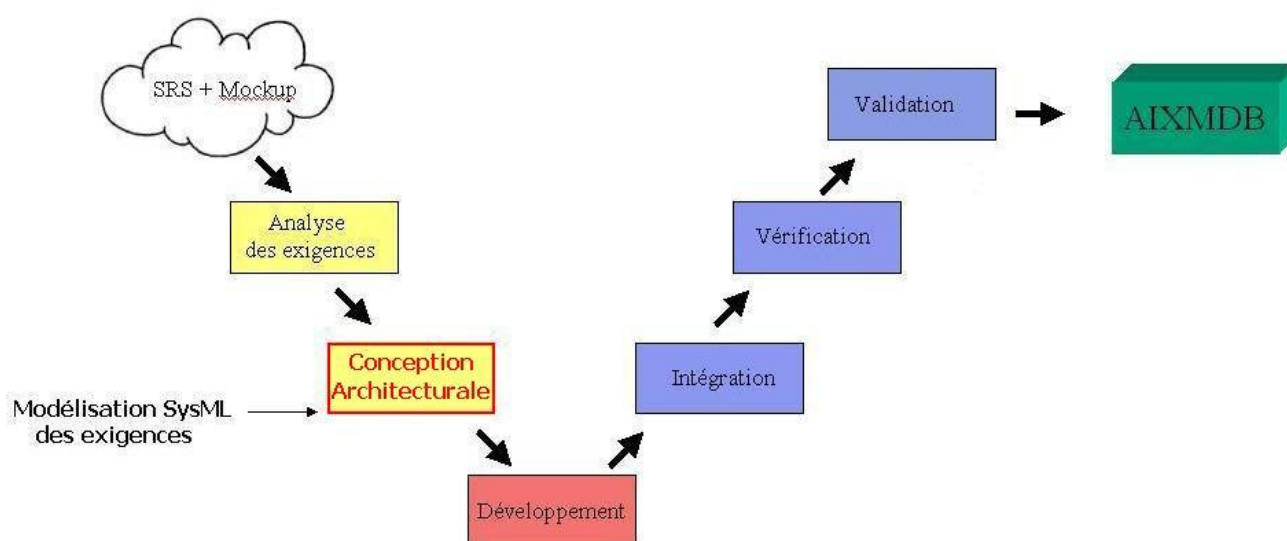 SRS + Mockup
Validation
AIXMDB
Analyse
des exigences
Vérification
Conception
Architecturale
Intégration
Modélisation SysML
des exigences
Développement